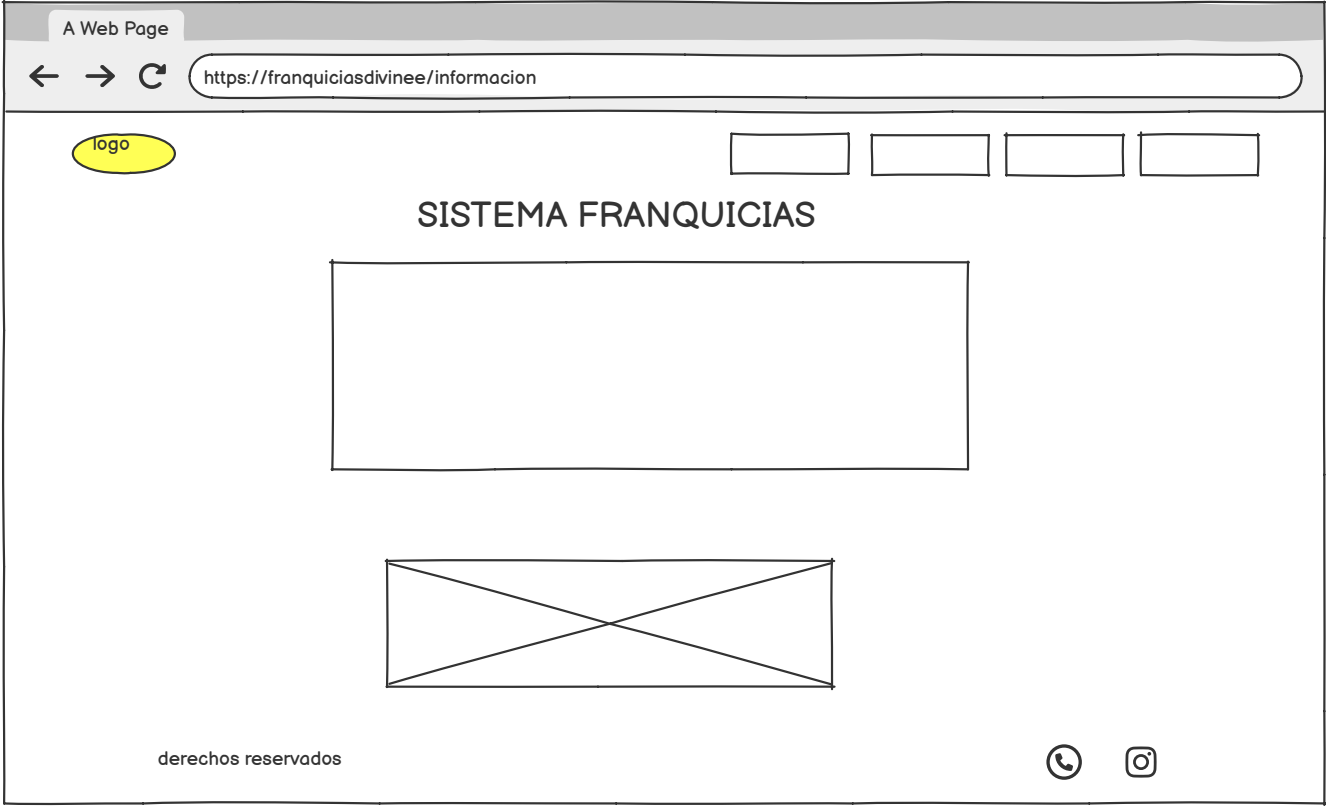 A Web Page
https://franquiciasdivinee/informacion
logo
SISTEMA FRANQUICIAS
derechos reservados